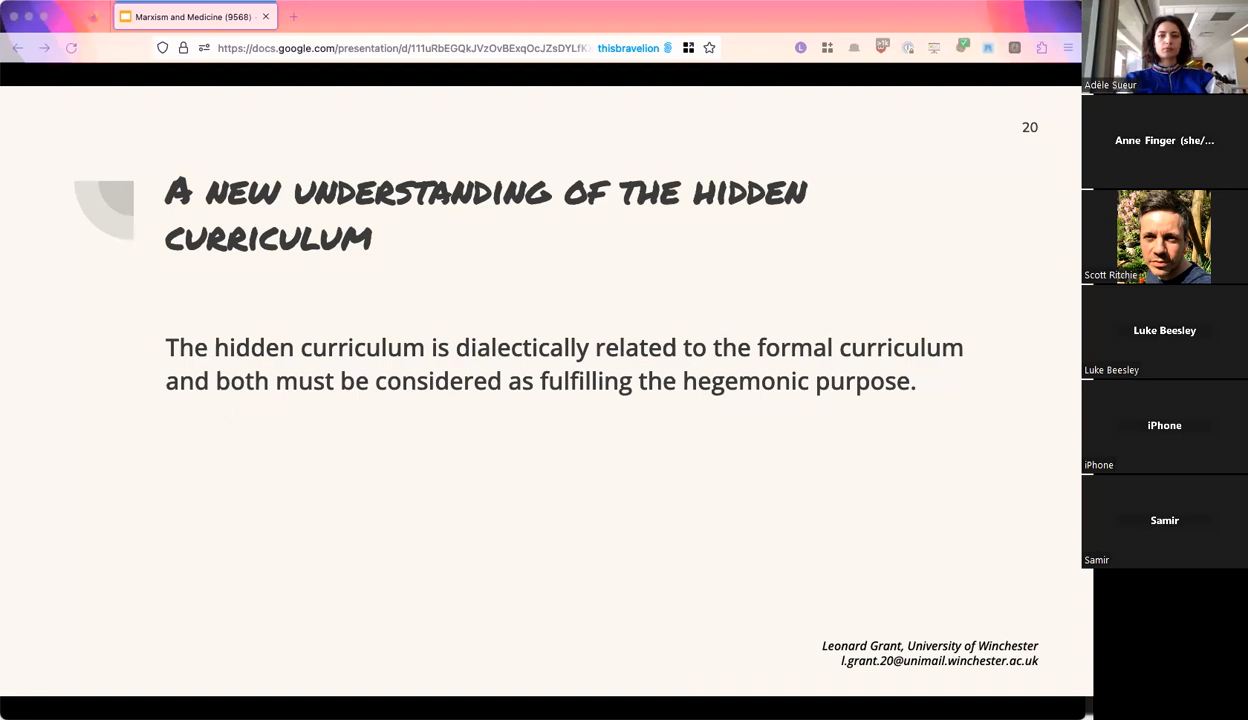 Marxism and Medicine (9568)
https://docs.google.com/presentation/d/111uRbEGQkJVzOvBExqOcJZsDYLfK
thisbravelion
20
A NEW UNDERSTANDING OF THE HIDDEN
CURRICULUM
The hidden curriculum is dialectically related to the formal curriculum
and both must be considered as fulfilling the hegemonic purpose.
Leonard Grant, University of Winchester
l.grant.20@unimail.winchester.ac.uk
Adèle Sueur
Anne Finger (she/...
Scott Ritchie
Luke Beesley
Luke Beesley
iPhone
iPhone
Samir
Samir